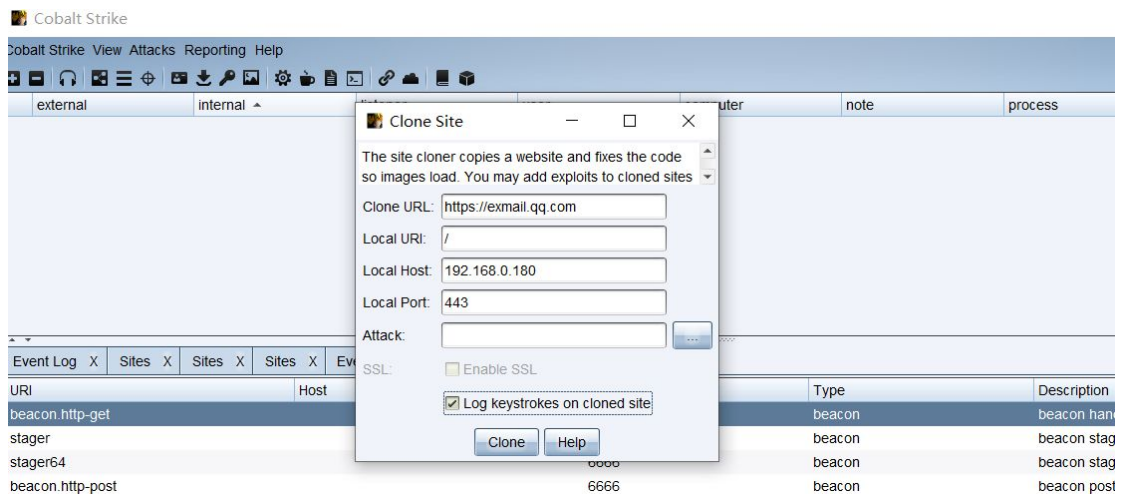 Cobalt Strike
Cobalt Strike View Attacks Reporting Help
external internal note process
Clone Site
The site cloner copies a website and fixes the code
so images load. You may add exploits to cloned sites
Clone URL: https://exmail.qq.com
Local URI: /
Local Host: 192.168.0.180
Local Port: 443
Attack: ...
SSL: Enable SSL
Log keystrokes on cloned site
Clone Help
Event Log X Sites X Sites X Sites X
URI Host Type Description
beacon.http-get beacon beacon
stager beacon beacon
stager64 6666 beacon beacon
beacon.http-post 6666 beacon beacon post